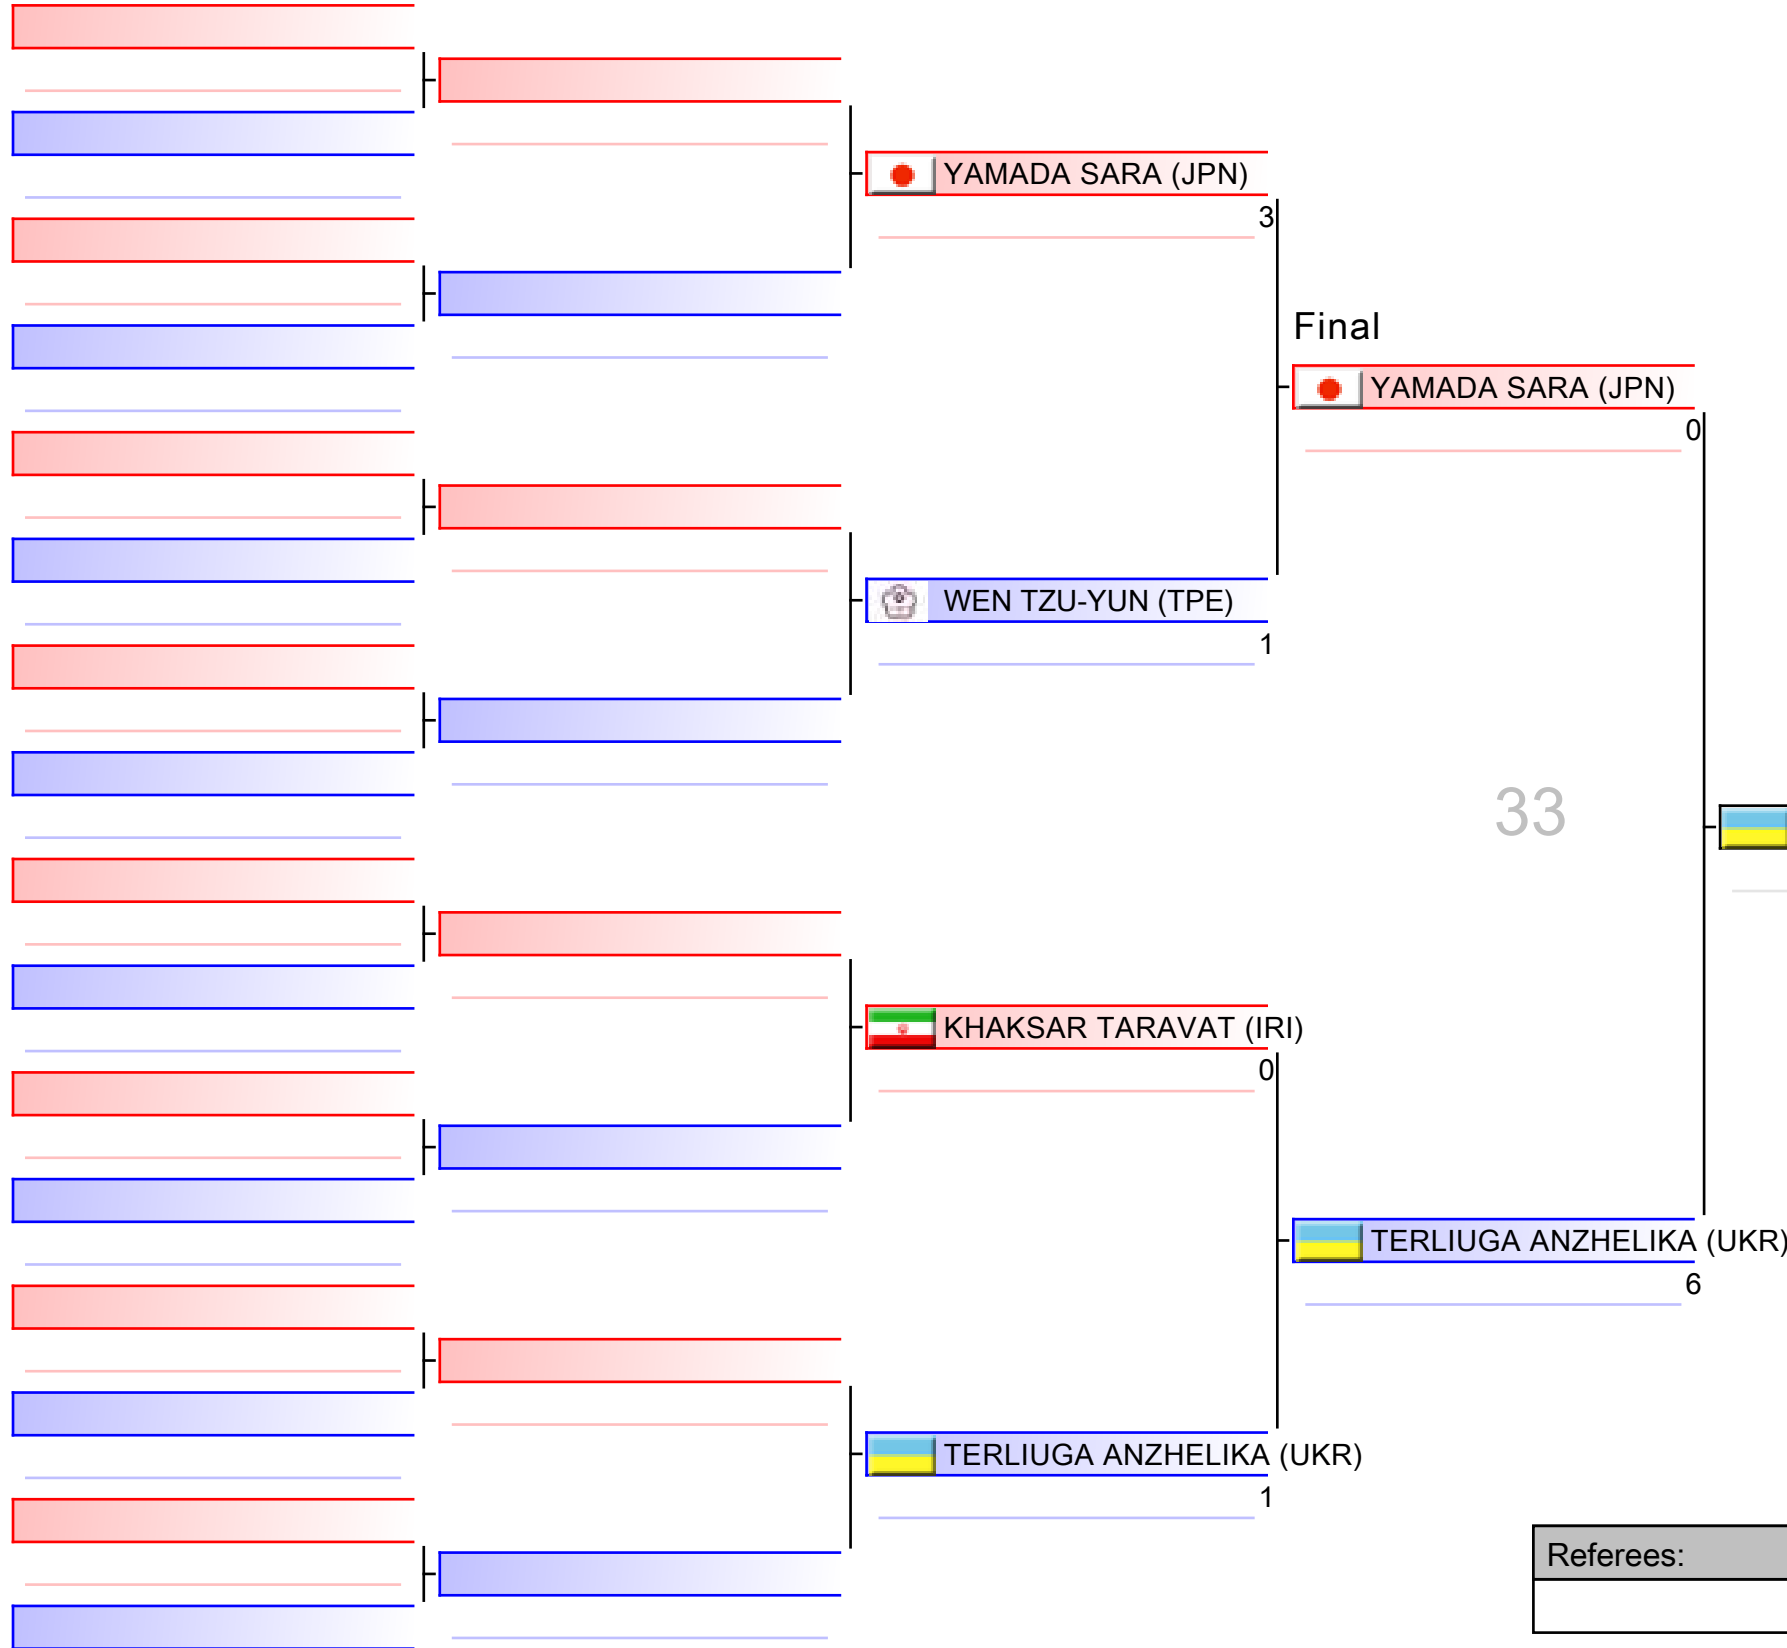 YAMADA SARA (JPN)
3
Final
YAMADA SARA (JPN)
0
WEN TZU-YUN (TPE)
1
33
KHAKSAR TARAVAT (IRI)
0
TERLIUGA ANZHELIKA (UKR)
6
TERLIUGA ANZHELIKA (UKR)
1
Referees: